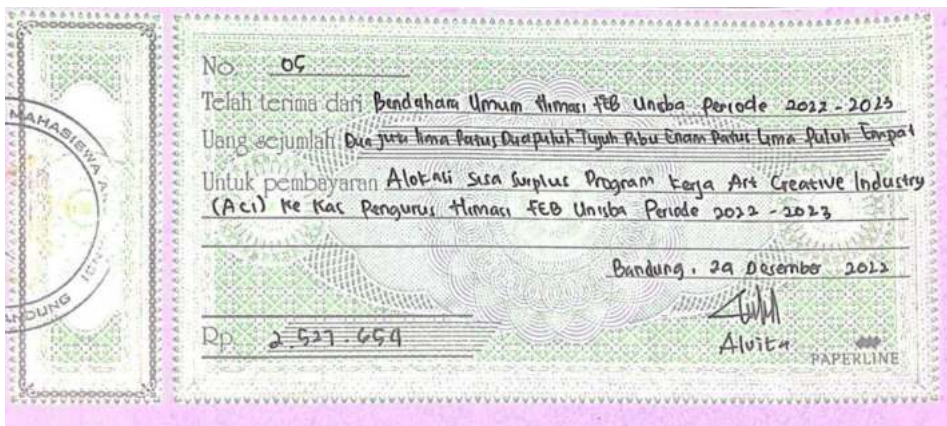 MAHASISWA A
NDUNG
No. 05
Telah terima dari Bendahara Umum Himasi FEB Unisba Periode 2022 - 2023
Uang sejumlah Dua juta lima Ratus Dua puluh Tujuh Ribu Enam Ratus Lima Puluh Empat
Untuk pembayaran Alokasi Sisa Surplus Program Kerja Art Creative Industry
(ACi) ke Kas Pengurus Himasi FEB Unisba Periode 2022 - 2023
Bandung, 29 Desember 2022
Rp. 2.527.654
Alvita
PAPERLINE